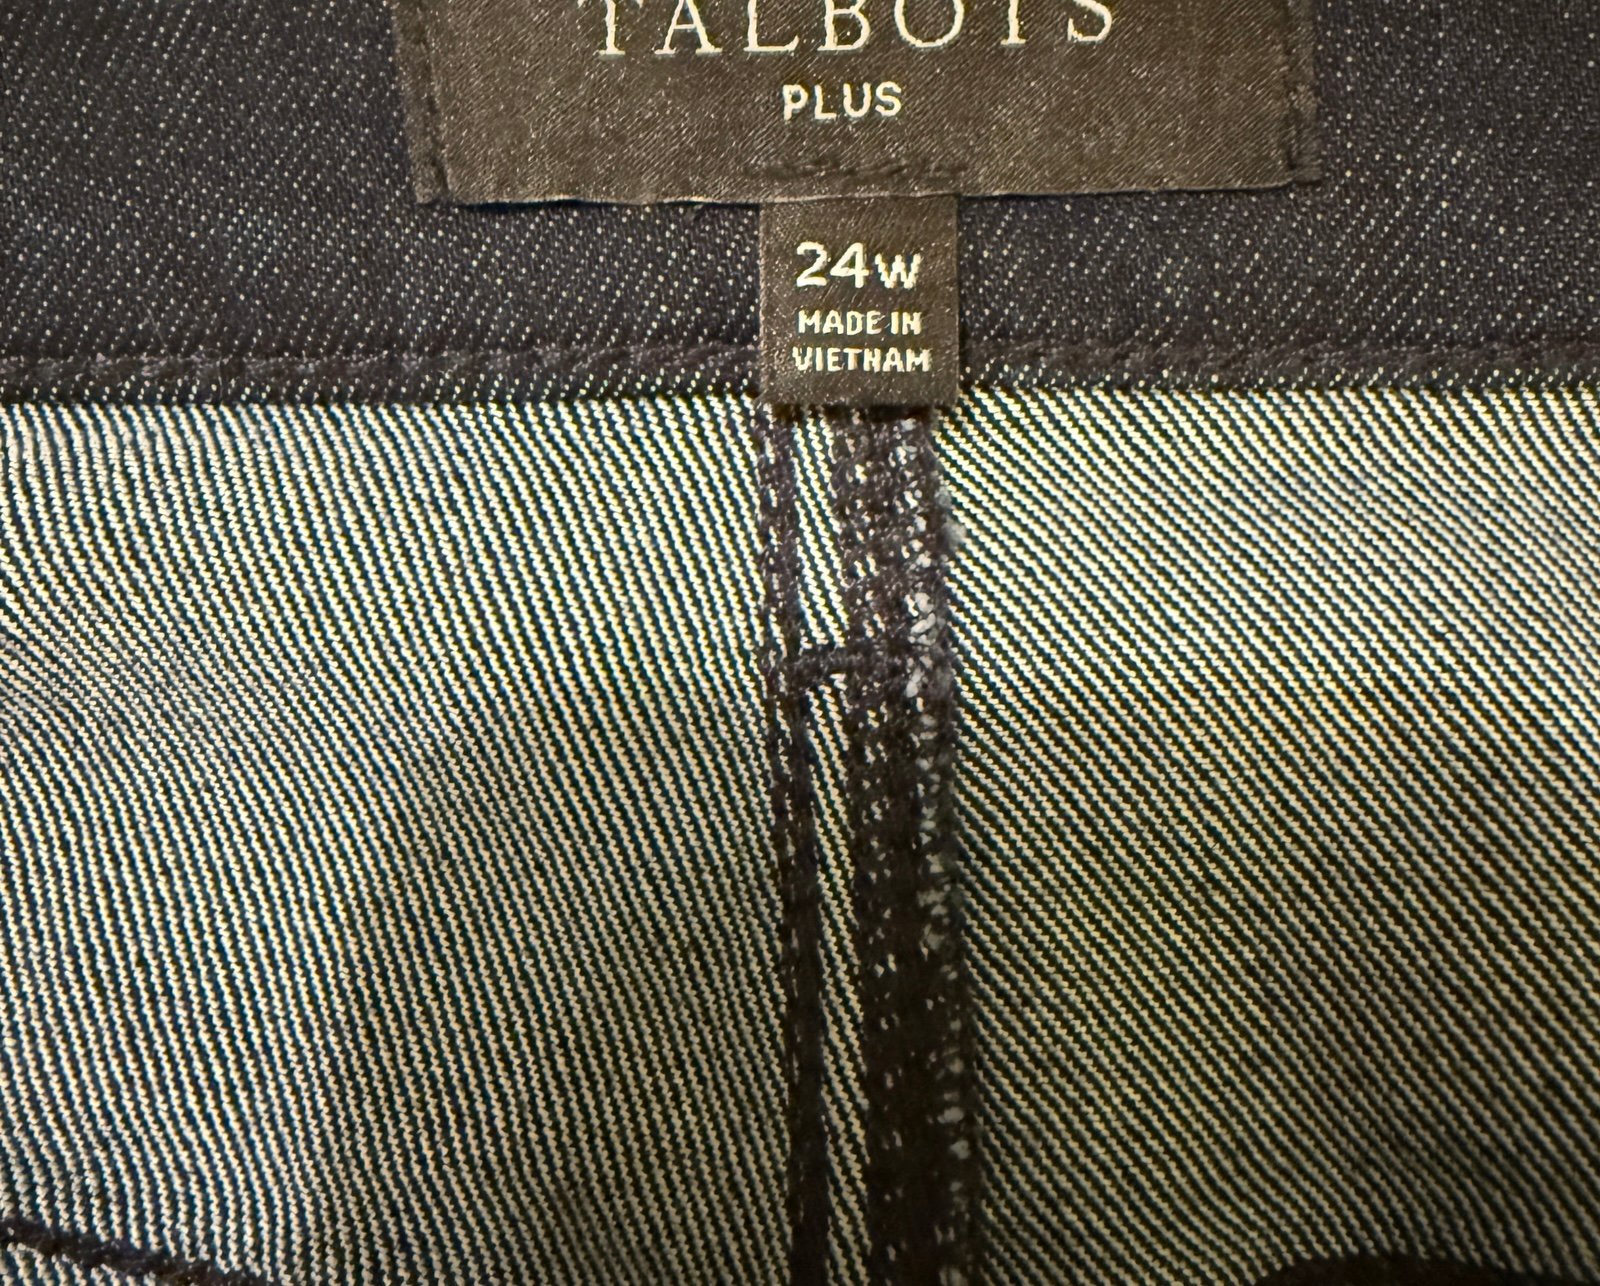 TALBOTS
PLUS
24W
MADE IN
VIETNAM